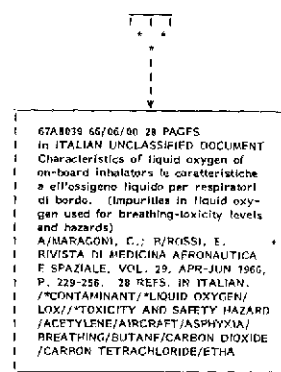 67A8039 66/06/00 28 PAGES
in ITALIAN UNCLASSIFIED DOCUMENT
Characteristics of liquid oxygen of
on-board inhalators le caratteristiche
a ell'ossigeno liquido per respiratori
di bordo. (Impurities in liquid oxy-
gen used for breathing-toxicity levels
and hazards)
A/MARAGONI, C.; B/ROSSI, E.
RIVISTA DI MEDICINA AERONAUTICA
E SPAZIALE, VOL. 29, APR-JUN 1966,
P. 229-256. 28 REFS. IN ITALIAN.
/*CONTAMINANT/*LIQUID OXYGEN/
LOX//*TOXICITY AND SAFETY HAZARD
/ACETYLENE/AIRCRAFT/ASPHYXIA/
BREATHING/BUTANE/CARBON DIOXIDE
/CARBON TETRACHLORIDE/ETHA